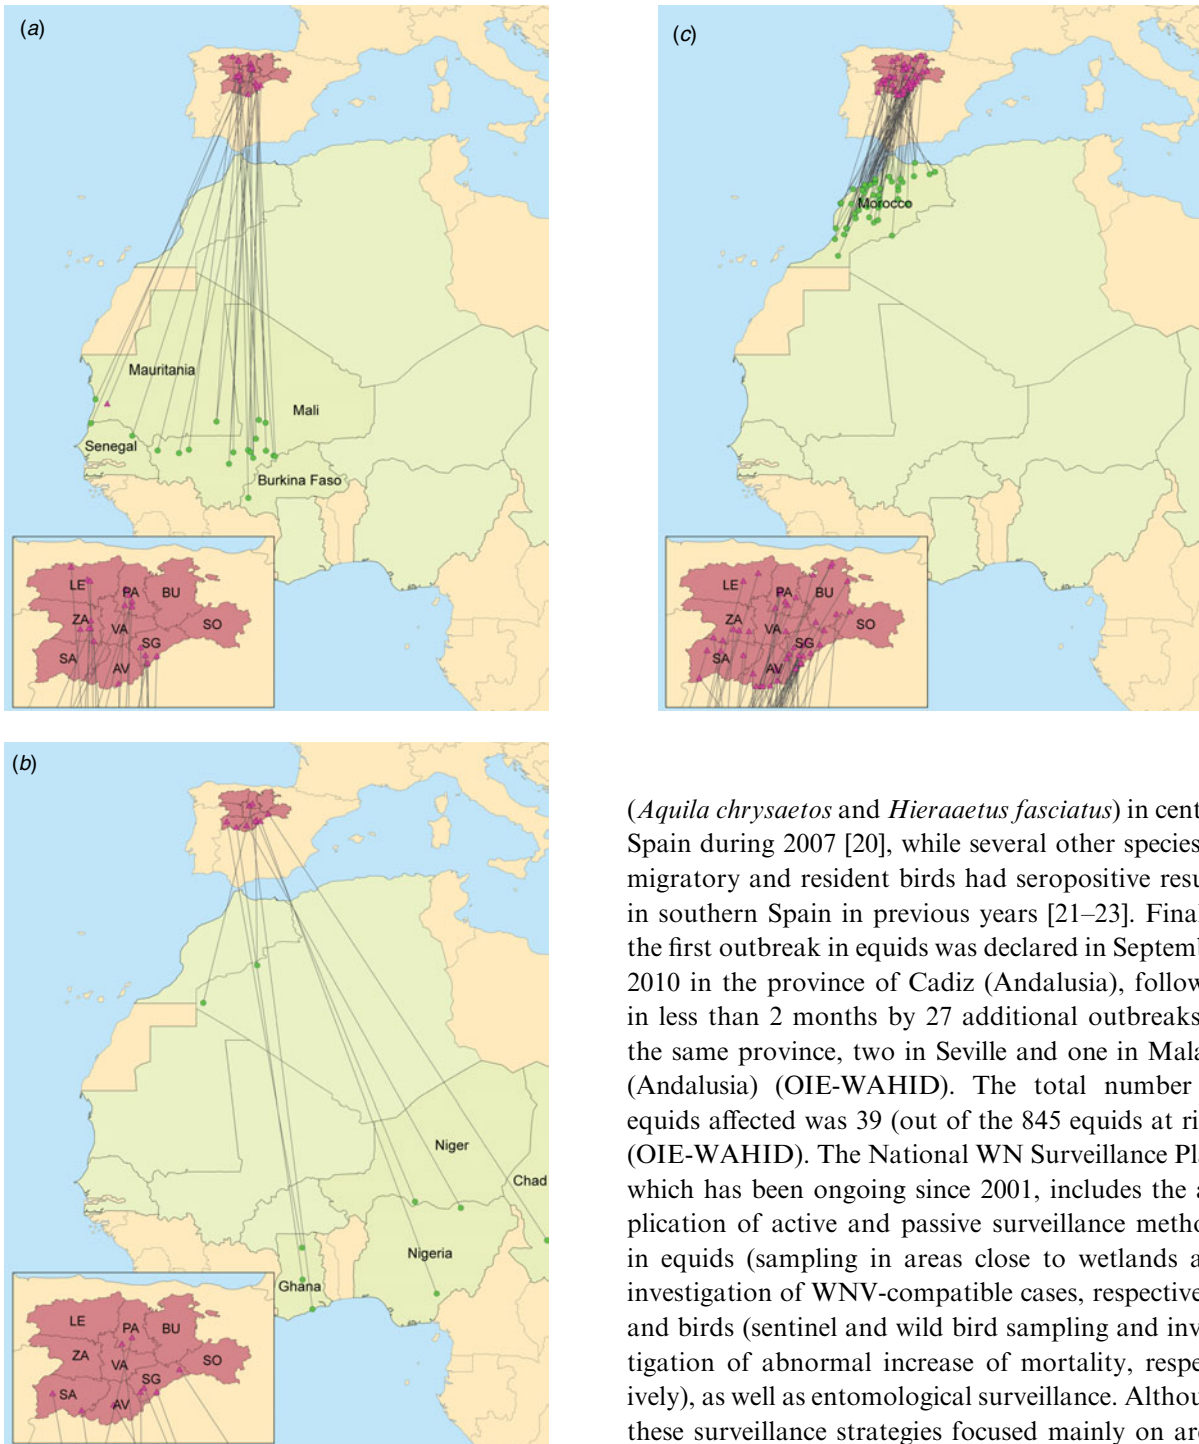 (a)
Mauritania
Mali
Senegal
Burkina Faso
LE
PA
BU
ZA
VA
SO
SG
SA
AV
(c)
Morocco
LE
PA
BU
ZA
VA
SO
SG
SA
AV
(b)
Niger
Chad
Nigeria
Ghana
LE
PA
BU
ZA
VA
SO
SG
SA
AV
(Aquila chrysaetos and Hieraaetus fasciatus) in cent
Spain during 2007 [20], while several other species
migratory and resident birds had seropositive resu
in southern Spain in previous years [21–23]. Final
the first outbreak in equids was declared in Septemb
2010 in the province of Cadiz (Andalusia), follow
in less than 2 months by 27 additional outbreaks
the same province, two in Seville and one in Mala
(Andalusia) (OIE-WAHID). The total number
equids affected was 39 (out of the 845 equids at ri
(OIE-WAHID). The National WN Surveillance Pla
which has been ongoing since 2001, includes the a
plication of active and passive surveillance metho
in equids (sampling in areas close to wetlands a
investigation of WNV-compatible cases, respective
and birds (sentinel and wild bird sampling and inv
tigation of abnormal increase of mortality, respe
ively), as well as entomological surveillance. Althou
these surveillance strategies focused mainly on are